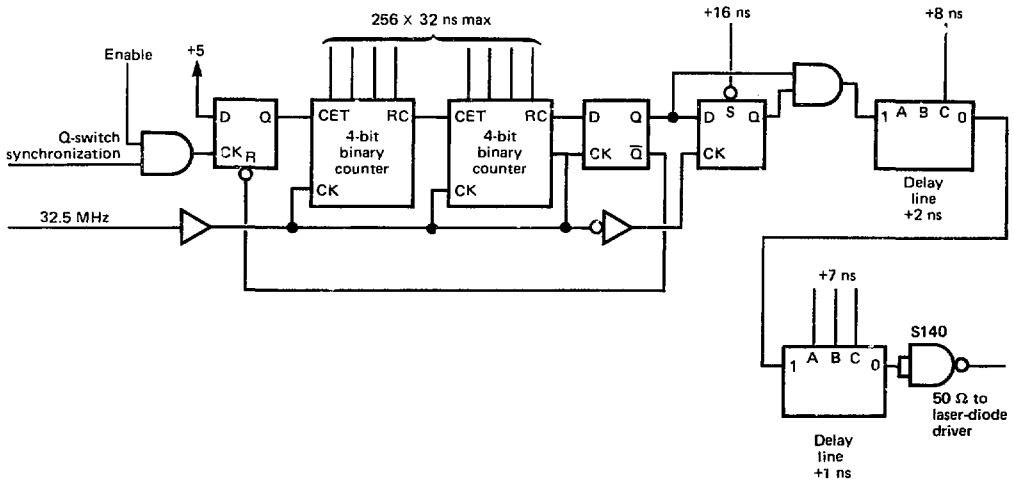 256 X 32 ns max
+16 ns
+8 ns
Enable
+5
Q-switch
synchronization
D Q
CK R
CET RC
4-bit
binary
counter
CK
CET RC
4-bit
binary
counter
CK
D Q
CK Q̅
D S Q
CK
1 A B C 0
Delay
line
+2 ns
32.5 MHz
+7 ns
1 A B C 0
S140
50 Ω to
laser-diode
driver
Delay
line
+1 ns